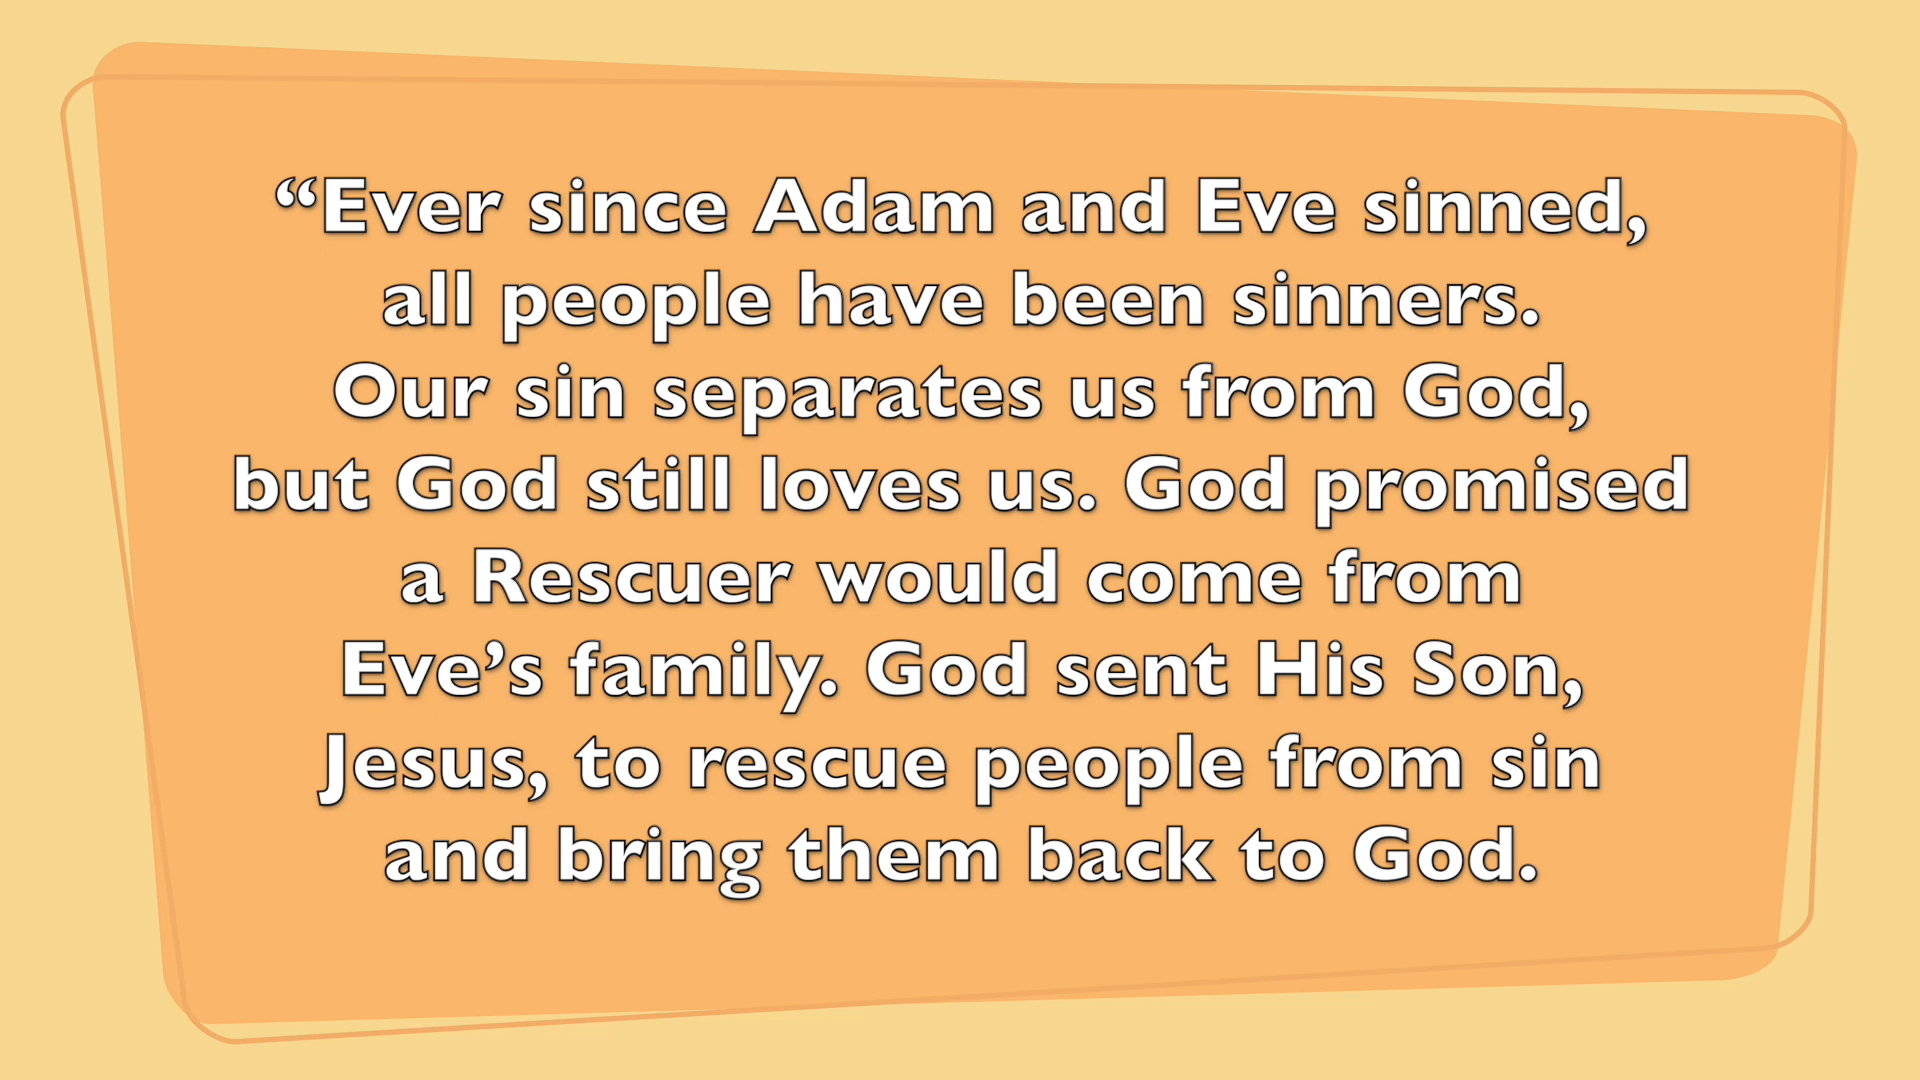 “Ever since Adam and Eve sinned,
all people have been sinners.
Our sin separates us from God,
but God still loves us. God promised
a Rescuer would come from
Eve’s family. God sent His Son,
Jesus, to rescue people from sin
and bring them back to God.